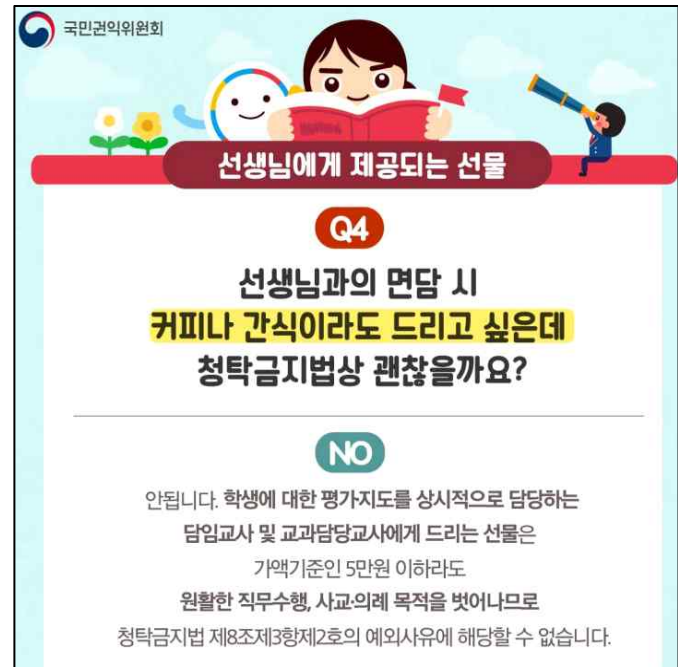 국민권익위원회
선생님에게 제공되는 선물
Q4
선생님과의 면담 시
커피나 간식이라도 드리고 싶은데
청탁금지법상 괜찮을까요?
NO
안됩니다. 학생에 대한 평가지도를 상시적으로 담당하는
담임교사 및 교과담당교사에게 드리는 선물은
가액기준인 5만원 이하라도
원활한 직무수행, 사교·의례 목적을 벗어나므로
청탁금지법 제8조제3항제2호의 예외사유에 해당할 수 없습니다.